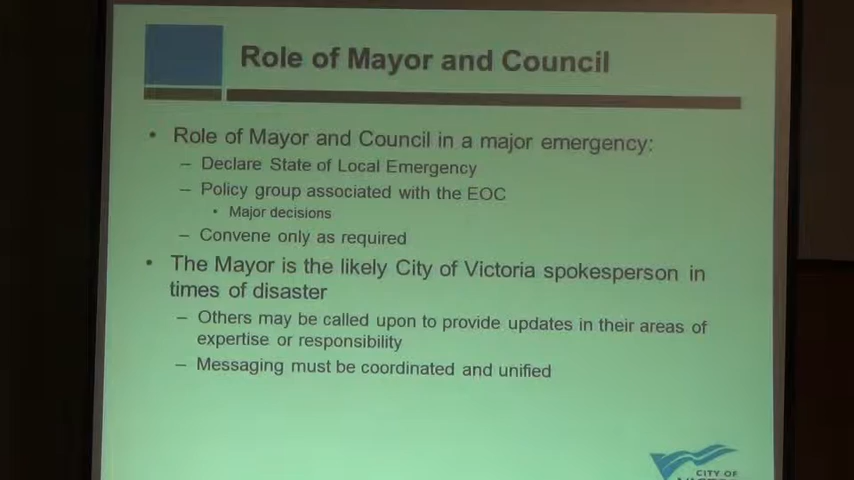 Role of Mayor and Council
• Role of Mayor and Council in a major emergency:
– Declare State of Local Emergency
– Policy group associated with the EOC
• Major decisions
– Convene only as required
• The Mayor is the likely City of Victoria spokesperson in
times of disaster
– Others may be called upon to provide updates in their areas of
expertise or responsibility
– Messaging must be coordinated and unified
CITY OF